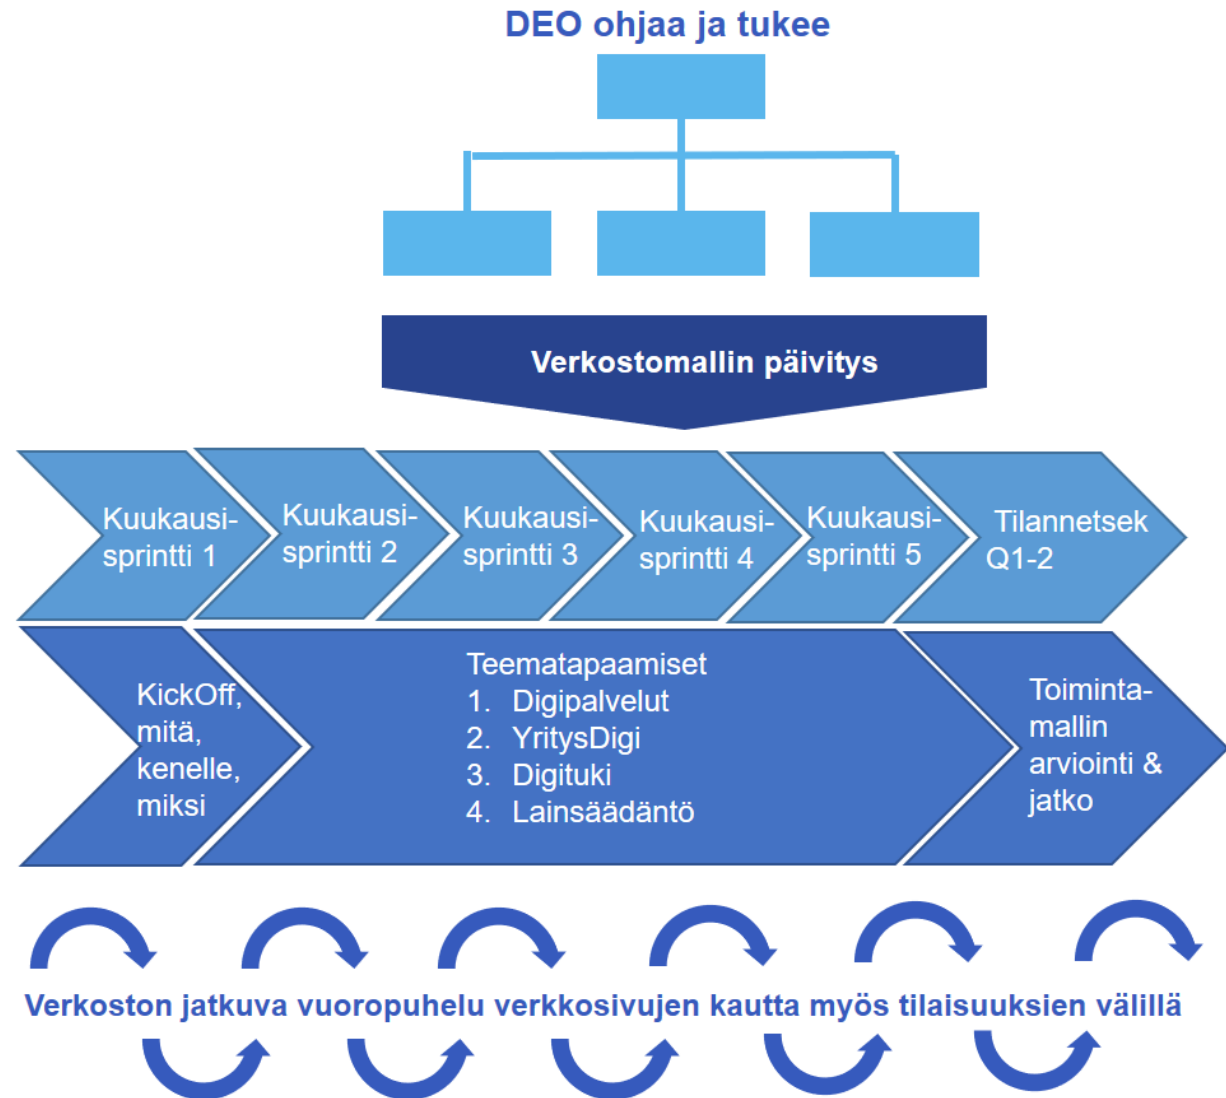 DEO ohjaa ja tukee
Verkostomallin päivitys
Kuukausi-
sprintti 1
Kuukausi-
sprintti 2
Kuukausi-
sprintti 3
Kuukausi-
sprintti 4
Kuukausi-
sprintti 5
Tilannetsek
Q1-2
KickOff,
mitä,
kenelle,
miksi
Teematapaamiset
1. Digipalvelut
2. YritysDigi
3. Digituki
4. Lainsäädäntö
Toiminta-
mallin
arviointi &
jatko
Verkoston jatkuva vuoropuhelu verkkosivujen kautta myös tilaisuuksien välillä